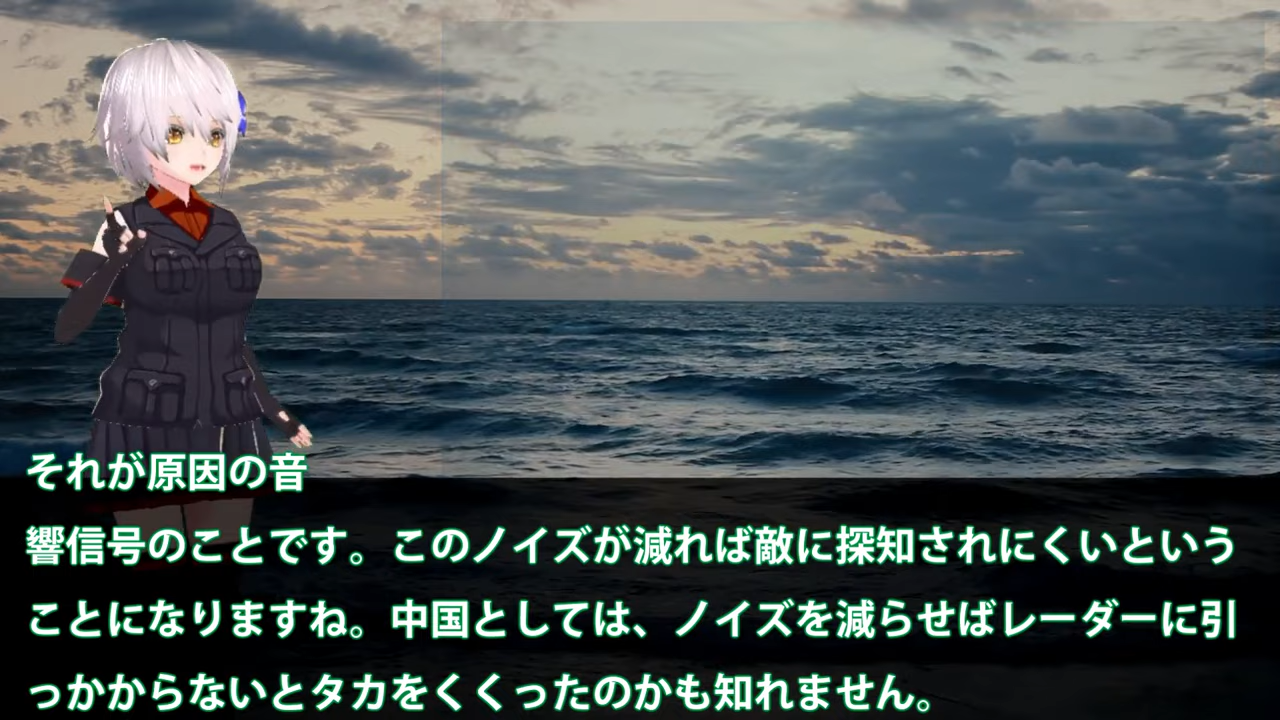 それが原因の音
響信号のことです。このノイズが減れば敵に探知されにくいという
ことになりますね。中国としては、ノイズを減らせばレーダーに引
っかからないとタカをくくったのかも知れません。